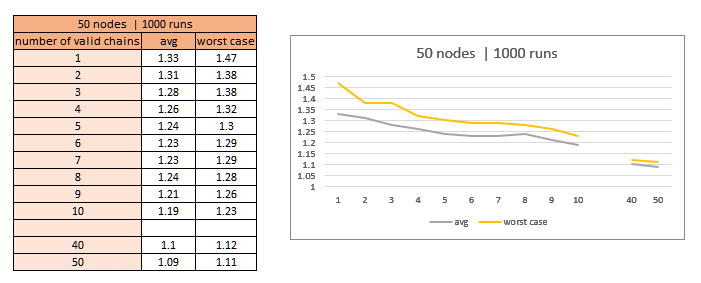 50 nodes | 1000 runs
number of valid chains avg worst case
1 1.33 1.47
2 1.31 1.38
3 1.28 1.38
4 1.26 1.32
5 1.24 1.3
6 1.23 1.29
7 1.23 1.29
8 1.24 1.28
9 1.21 1.26
10 1.19 1.23
40 1.1 1.12
50 1.09 1.11
50 nodes | 1000 runs
1.5
1.45
1.4
1.35
1.3
1.25
1.2
1.15
1.1
1.05
1
1 2 3 4 5 6 7 8 9 10 40 50
avg worst case